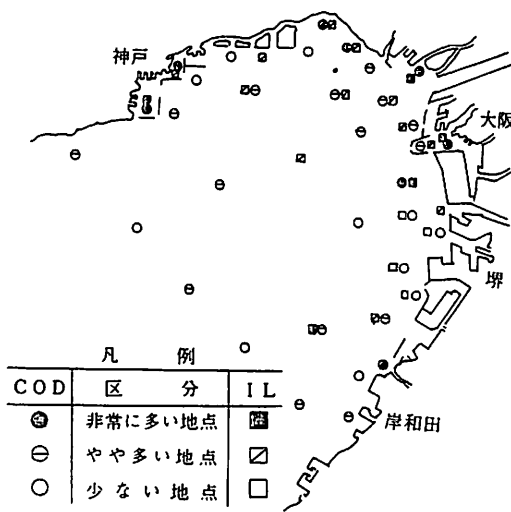 神戸
大阪
堺
岸和田
凡例
COD 区分 IL
非常に多い地点
やや多い地点
少ない地点